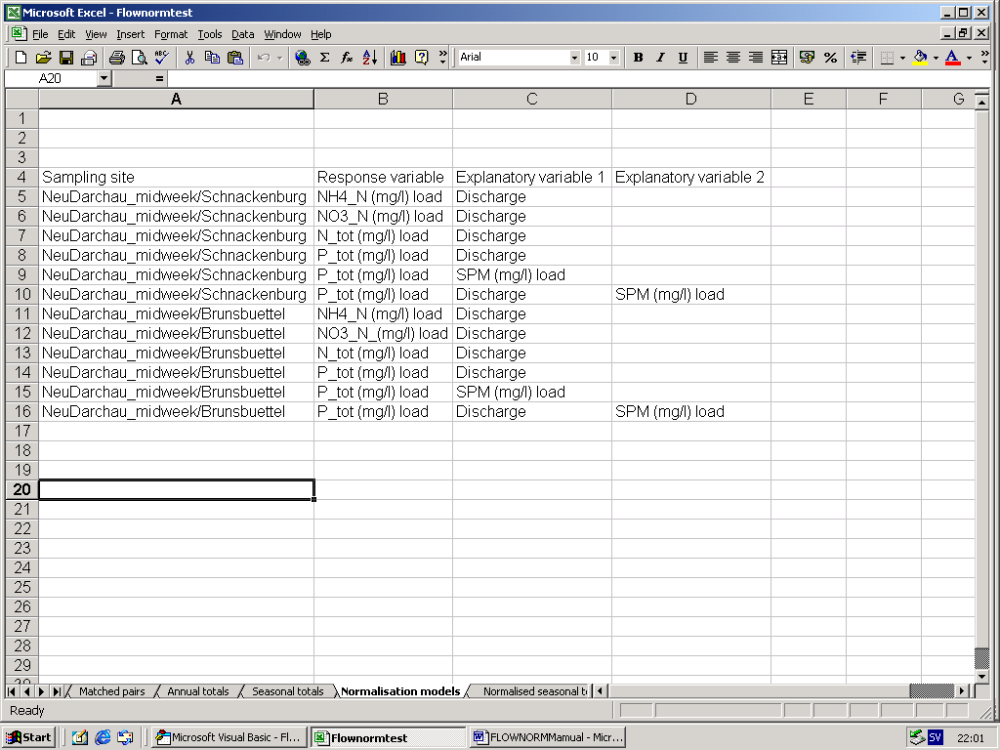 Microsoft Excel - Flownormtest
File Edit View Insert Format Tools Data Window Help
Arial 10 B I U %
A20 =
A B C D E F G
1
2
3
4 Sampling site Response variable Explanatory variable 1 Explanatory variable 2
5 NeuDarchau_midweek/Schnackenburg NH4_N (mg/l) load Discharge
6 NeuDarchau_midweek/Schnackenburg NO3_N (mg/l) load Discharge
7 NeuDarchau_midweek/Schnackenburg N_tot (mg/l) load Discharge
8 NeuDarchau_midweek/Schnackenburg P_tot (mg/l) load Discharge
9 NeuDarchau_midweek/Schnackenburg P_tot (mg/l) load SPM (mg/l) load
10 NeuDarchau_midweek/Schnackenburg P_tot (mg/l) load Discharge SPM (mg/l) load
11 NeuDarchau_midweek/Brunsbuettel NH4_N (mg/l) load Discharge
12 NeuDarchau_midweek/Brunsbuettel NO3_N_(mg/l) load Discharge
13 NeuDarchau_midweek/Brunsbuettel N_tot (mg/l) load Discharge
14 NeuDarchau_midweek/Brunsbuettel P_tot (mg/l) load Discharge
15 NeuDarchau_midweek/Brunsbuettel P_tot (mg/l) load SPM (mg/l) load
16 NeuDarchau_midweek/Brunsbuettel P_tot (mg/l) load Discharge SPM (mg/l) load
17
18
19
20
21
22
23
24
25
26
27
28
29
30
Matched pairs Annual totals Seasonal totals Normalisation models Normalised seasonal t
Ready
Start Microsoft Visual Basic - Fl... Flownormtest FLOWNORMManual - Micr... SV 22:01